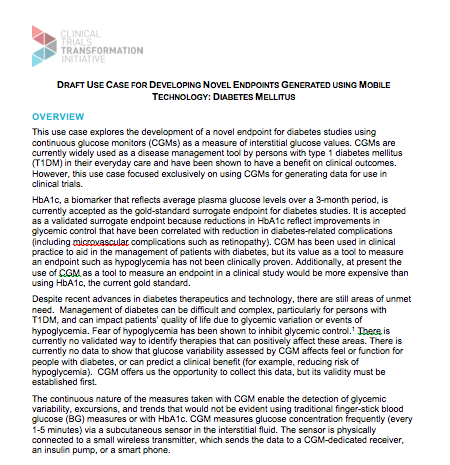 CLINICAL
TRIALS
TRANSFORMATION
INITIATIVE
DRAFT USE CASE FOR DEVELOPING NOVEL ENDPOINTS GENERATED USING MOBILE
TECHNOLOGY: DIABETES MELLITUS
OVERVIEW
This use case explores the development of a novel endpoint for diabetes studies using
continuous glucose monitors (CGMs) as a measure of interstitial glucose values. CGMs are
currently widely used as a disease management tool by persons with type 1 diabetes mellitus
(T1DM) in their everyday care and have been shown to have a benefit on clinical outcomes.
However, this use case focused exclusively on using CGMs for generating data for use in
clinical trials.
HbA1c, a biomarker that reflects average plasma glucose levels over a 3-month period, is
currently accepted as the gold-standard surrogate endpoint for diabetes studies. It is accepted
as a validated surrogate endpoint because reductions in HbA1c reflect improvements in
glycemic control that have been correlated with reduction in diabetes-related complications
(including microvascular complications such as retinopathy). CGM has been used in clinical
practice to aid in the management of patients with diabetes, but its value as a tool to measure
an endpoint such as hypoglycemia has not been clinically proven. Additionally, at present the
use of CGM as a tool to measure an endpoint in a clinical study would be more expensive than
using HbA1c, the current gold standard.
Despite recent advances in diabetes therapeutics and technology, there are still areas of unmet
need. Management of diabetes can be difficult and complex, particularly for persons with
T1DM, and can impact patients' quality of life due to glycemic variation or events of
hypoglycemia. Fear of hypoglycemia has been shown to inhibit glycemic control.1 There is
currently no validated way to identify therapies that can positively affect these areas. There is
currently no data to show that glucose variability assessed by CGM affects feel or function for
people with diabetes, or can predict a clinical benefit (for example, reducing risk of
hypoglycemia). CGM offers us the opportunity to collect this data, but its validity must be
established first.
The continuous nature of the measures taken with CGM enable the detection of glycemic
variability, excursions, and trends that would not be evident using traditional finger-stick blood
glucose (BG) measures or with HbA1c. CGM measures glucose concentration frequently (every
1-5 minutes) via a subcutaneous sensor in the interstitial fluid. The sensor is physically
connected to a small wireless transmitter, which sends the data to a CGM-dedicated receiver,
an insulin pump, or a smart phone.